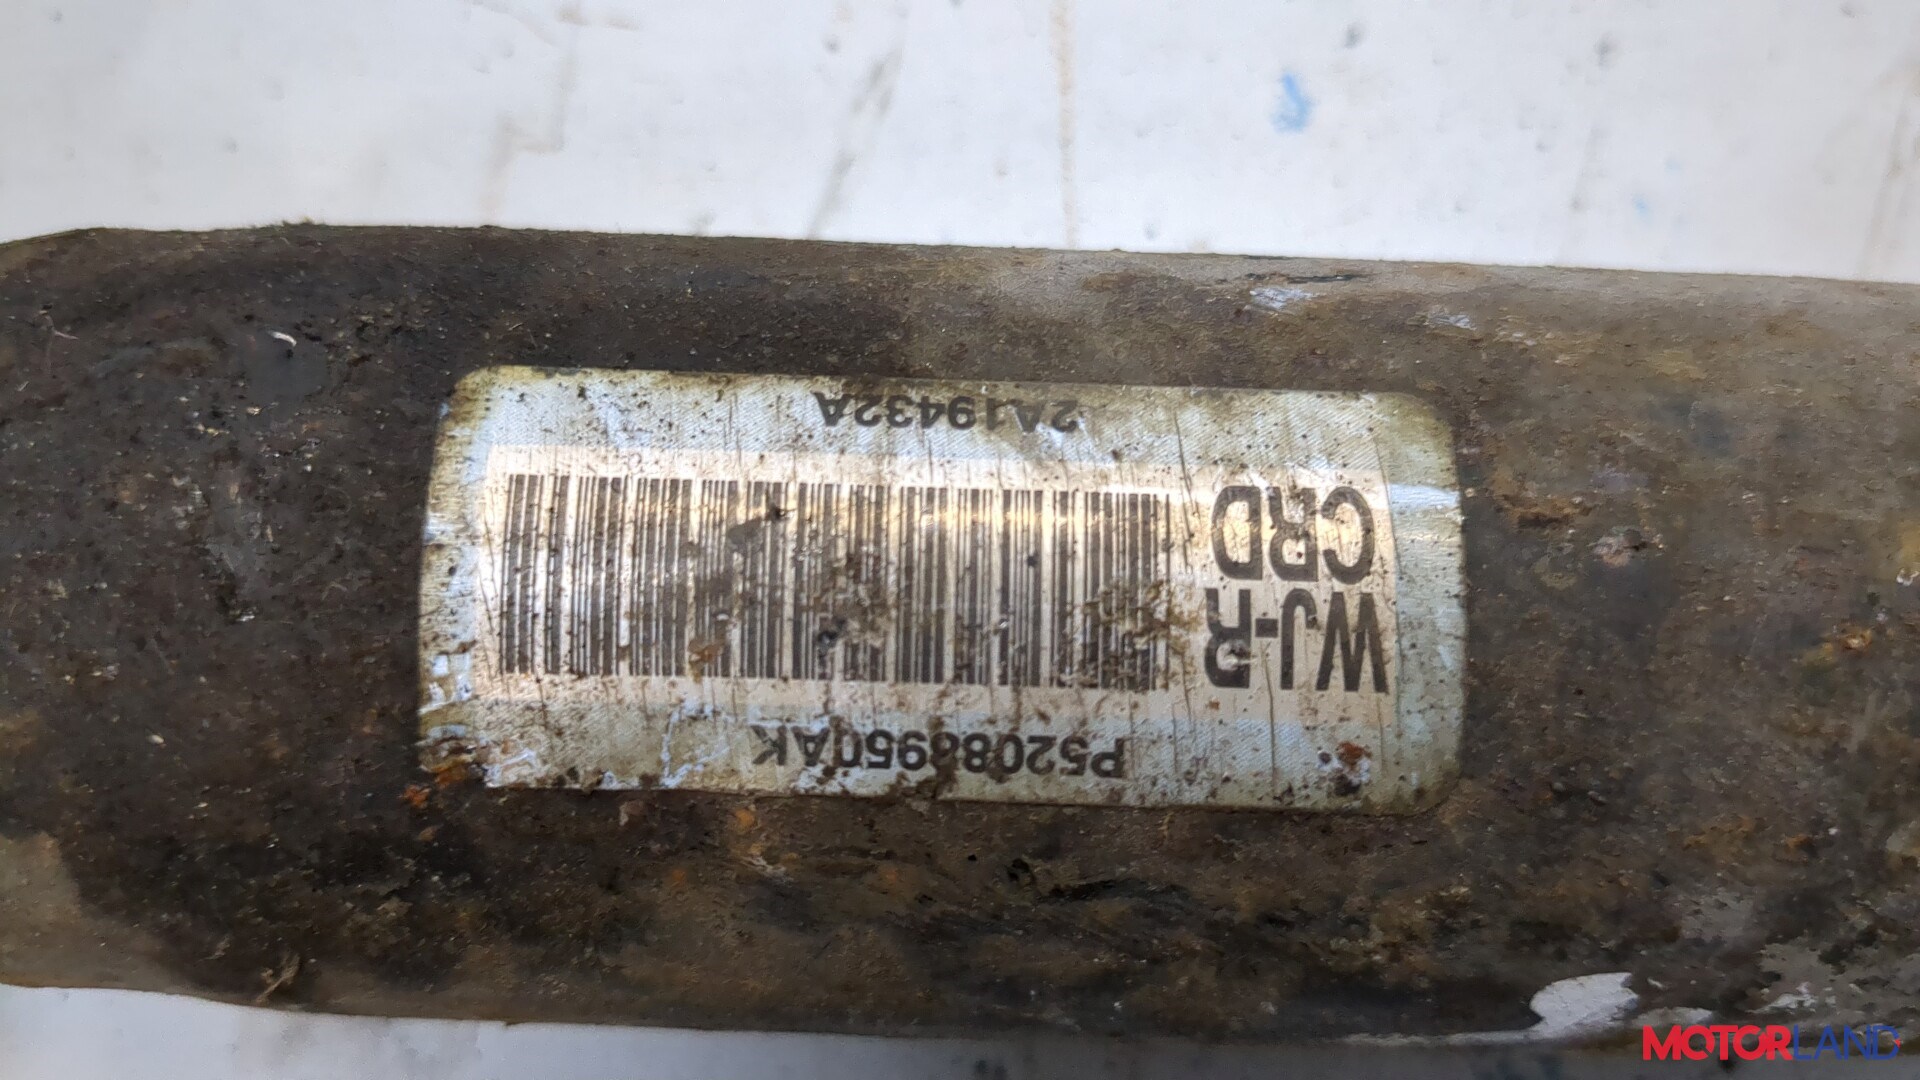 P52088950AK
WJ-R
CRD
2A19432A
MOTORLAND